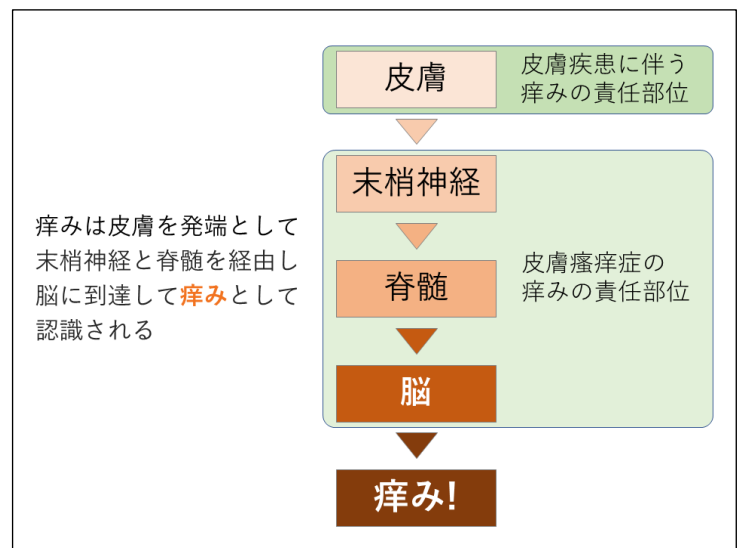 皮膚
皮膚疾患に伴う
痒みの責任部位
末梢神経
痒みは皮膚を発端として
末梢神経と脊髄を経由し
脳に到達して痒みとして
認識される
脊髄
皮膚瘙痒症の
痒みの責任部位
脳
痒み!